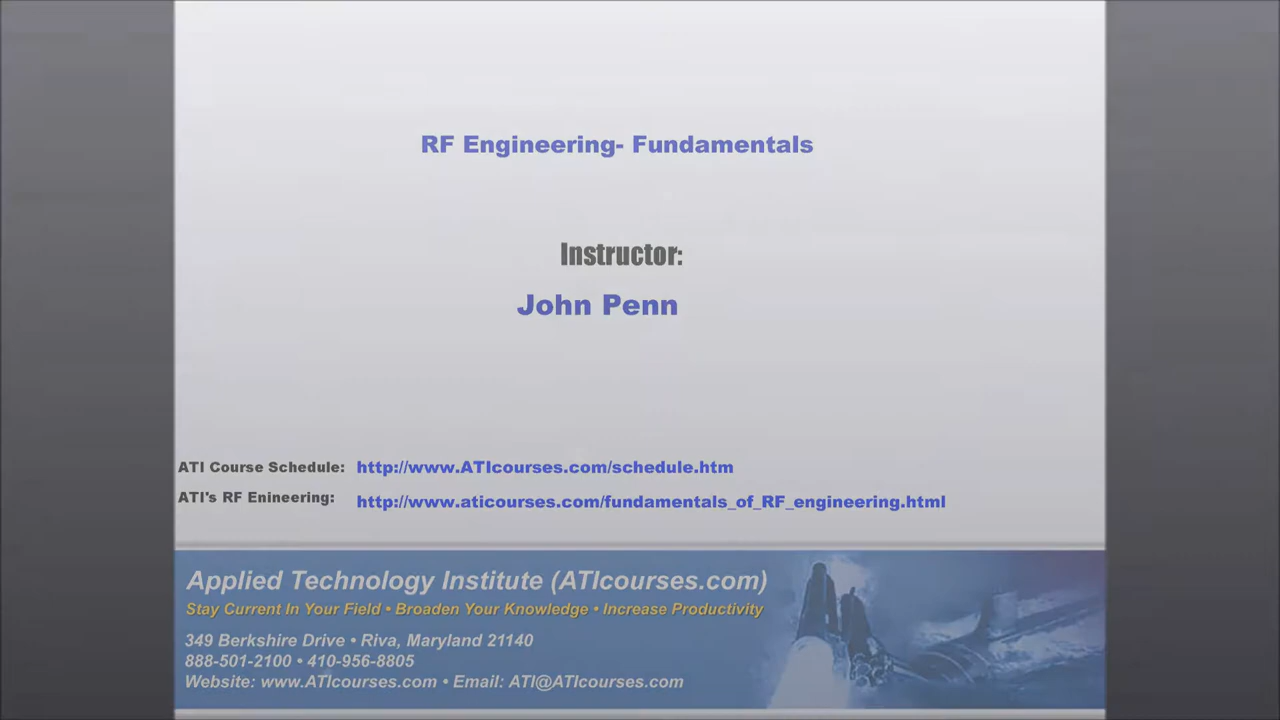 RF Engineering- Fundamentals
Instructor:
John Penn
ATI Course Schedule: http://www.ATIcourses.com/schedule.htm
ATI's RF Enineering: http://www.aticourses.com/fundamentals_of_RF_engineering.html
Applied Technology Institute (ATIcourses.com)
Stay Current In Your Field • Broaden Your Knowledge • Increase Productivity
349 Berkshire Drive • Riva, Maryland 21140
888-501-2100 • 410-956-8805
Website: www.ATIcourses.com • Email: ATI@ATIcourses.com